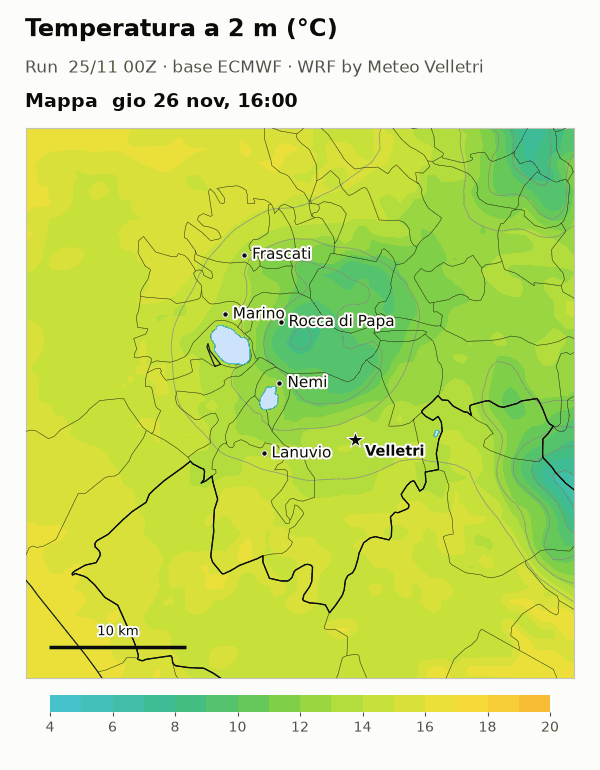 Temperatura a 2 m (°C)
Run  25/11 00Z · base ECMWF · WRF by Meteo Velletri
Mappa  gio 26 nov, 16:00
Frascati
Marino
Rocca di Papa
Nemi
Velletri
Lanuvio
10 km
4 6 8 10 12 14 16 18 20